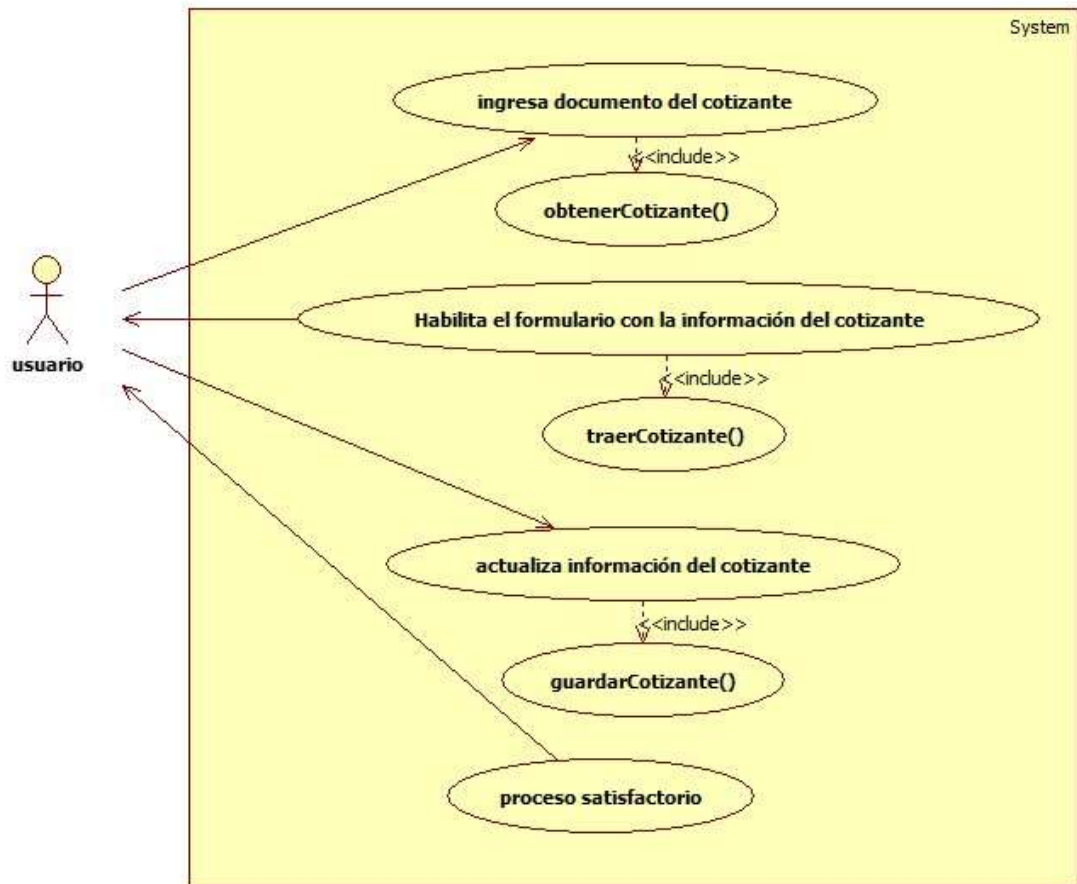 System
ingresa documento del cotizante
<<include>>
obtenerCotizante()
Habilita el formulario con la información del cotizante
usuario
<<include>>
traerCotizante()
actualiza información del cotizante
<<include>>
guardarCotizante()
proceso satisfactorio